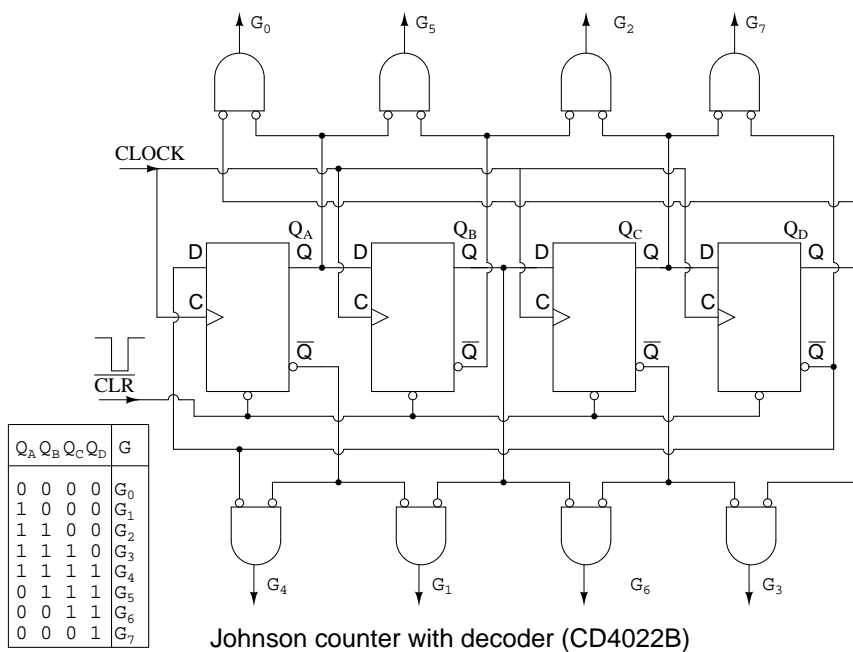 G0 G5 G2 G7
CLOCK
QA QB QC QD
D Q D Q D Q D Q
C C C C
Q̅ Q̅ Q̅ Q̅
C̅L̅R̅
QA QB QC QD G
0 0 0 0 G0
1 0 0 0 G1
1 1 0 0 G2
1 1 1 0 G3
1 1 1 1 G4
0 1 1 1 G5
0 0 1 1 G6
0 0 0 1 G7
G4 G1 G6 G3
Johnson counter with decoder (CD4022B)